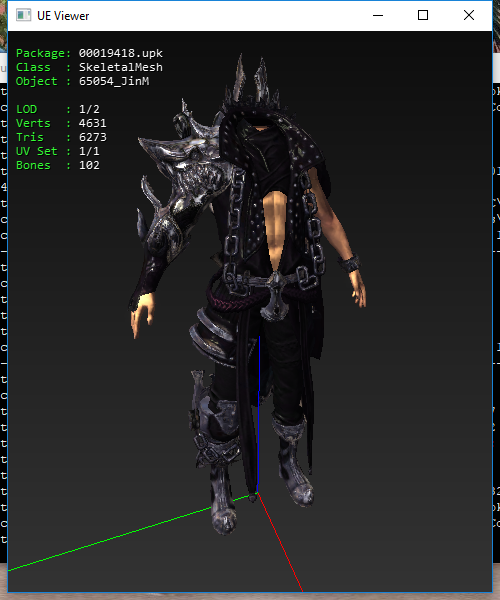 UE Viewer
Package: 00019418.upk
Class : SkeletalMesh
Object : 65054_JinM
LOD : 1/2
Verts : 4631
Tris : 6273
UV Set : 1/1
Bones : 102